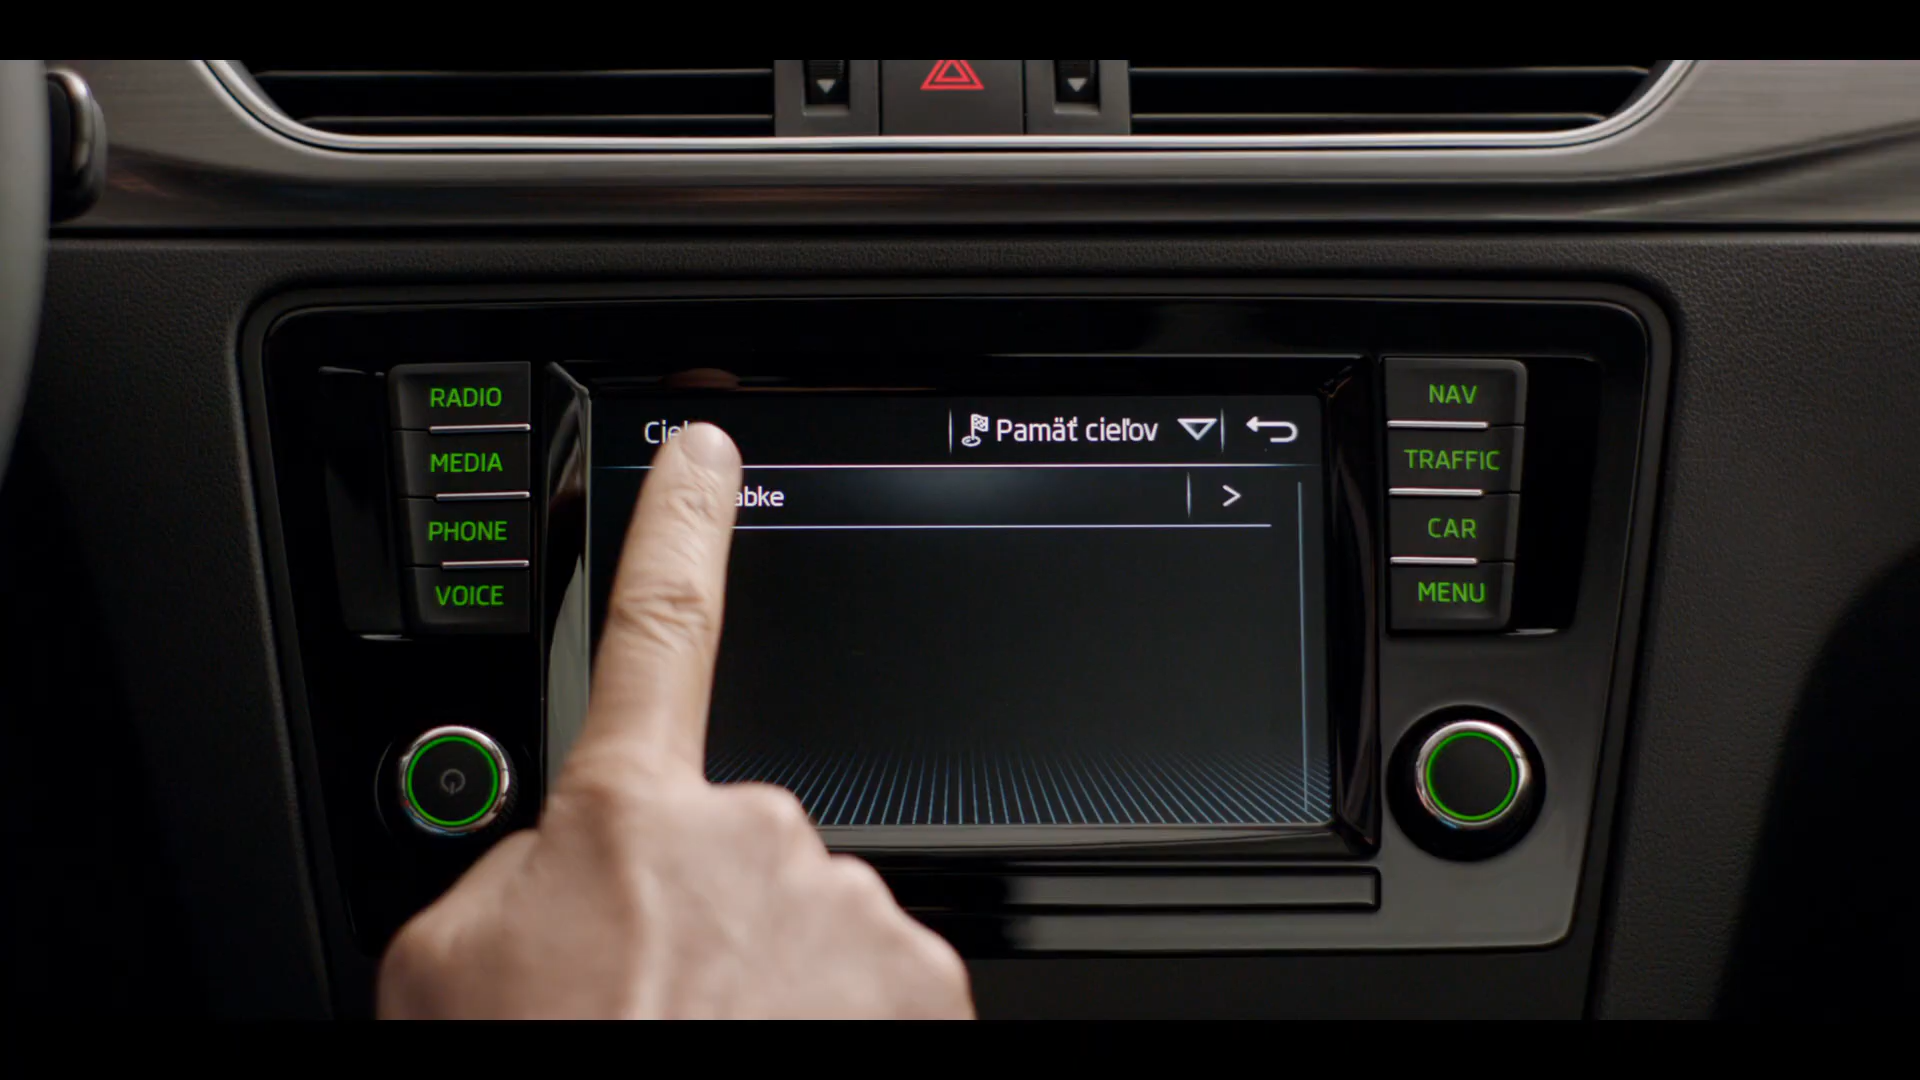 RADIO
MEDIA
PHONE
VOICE
Pamäť cieľov
NAV
TRAFFIC
CAR
MENU